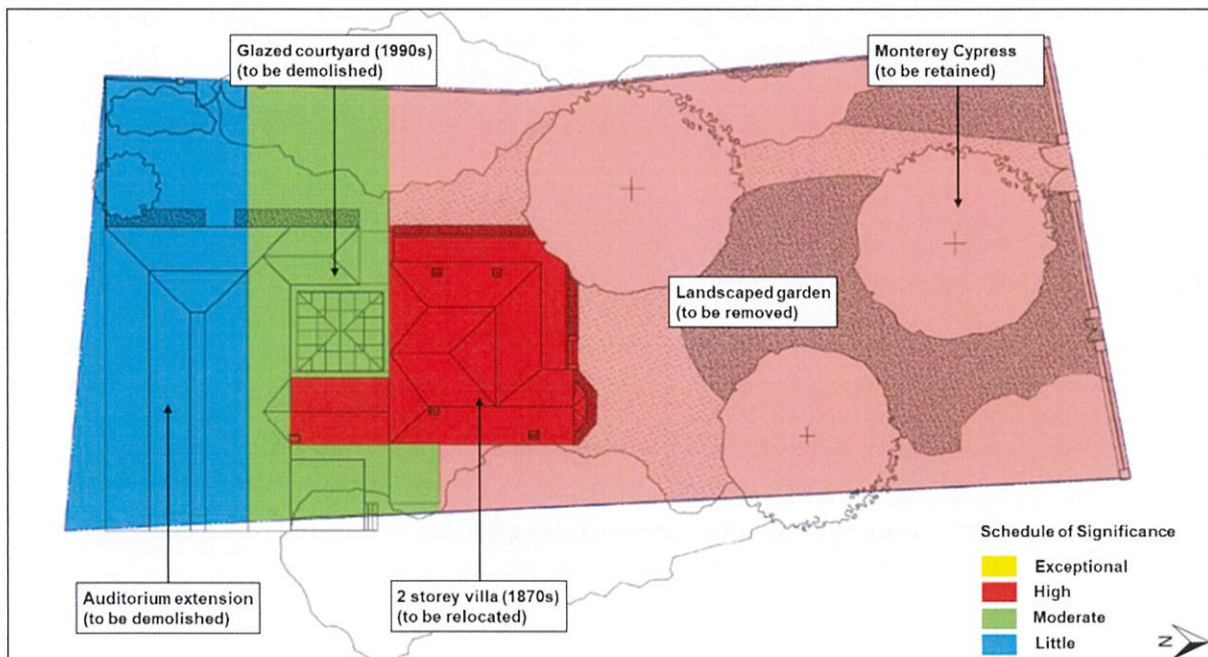 Glazed courtyard (1990s)
(to be demolished)
Monterey Cypress
(to be retained)
Landscaped garden
(to be removed)
Auditorium extension
(to be demolished)
2 storey villa (1870s)
(to be relocated)
Schedule of Significance
Exceptional
High
Moderate
Little
N